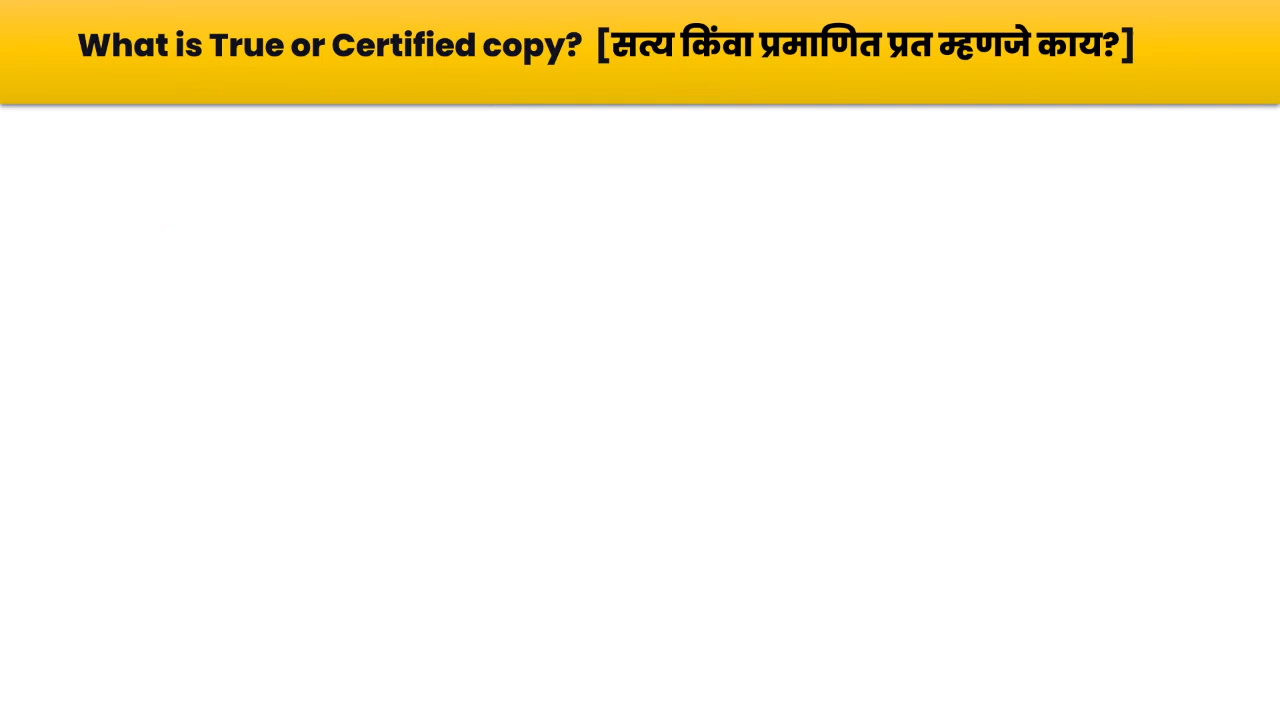 What is True or Certified copy? [सत्य किंवा प्रमाणित प्रत म्हणजे काय?]